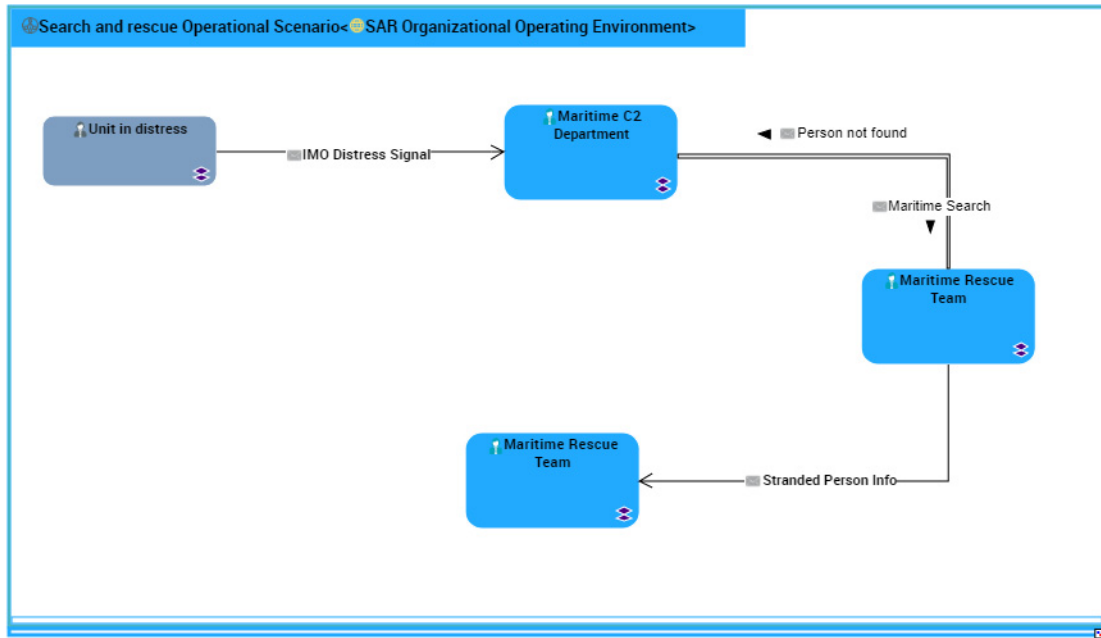 Search and rescue Operational Scenario<SAR Organizational Operating Environment>
Unit in distress
IMO Distress Signal
Maritime C2
Department
Person not found
Maritime Search
Maritime Rescue
Team
Maritime Rescue
Team
Stranded Person Info